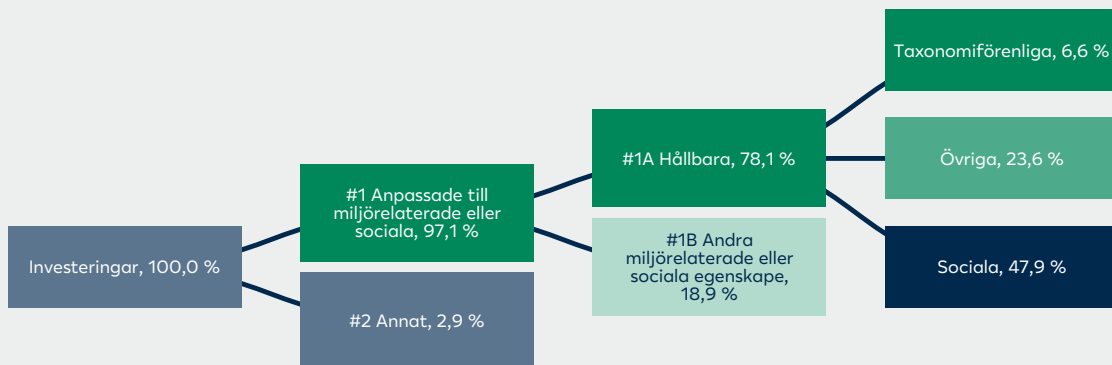 Investeringar, 100,0 %
#1 Anpassade till
miljörelaterade eller
sociala, 97,1 %
#2 Annat, 2,9 %
#1A Hållbara, 78,1 %
#1B Andra
miljörelaterade eller
sociala egenskape,
18,9 %
Taxonomiförenliga, 6,6 %
Övriga, 23,6 %
Sociala, 47,9 %